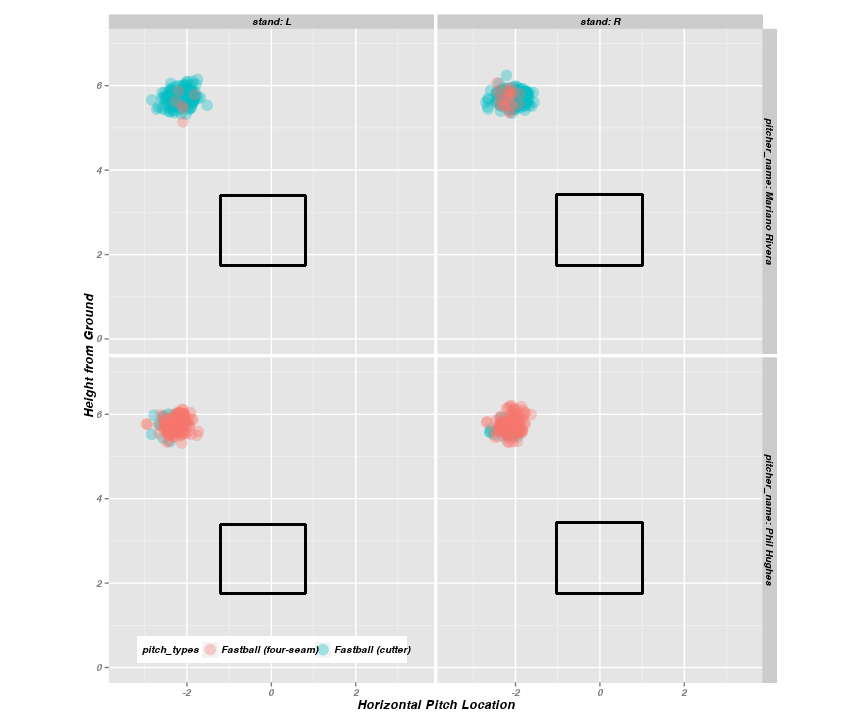 stand: L
stand: R
6
4
2
0
pitcher_name: Mariano Rivera
Height from Ground
6
4
2
0
pitcher_name: Phil Hughes
pitch_types Fastball (four-seam) Fastball (cutter)
-2 0 2 -2 0 2
Horizontal Pitch Location